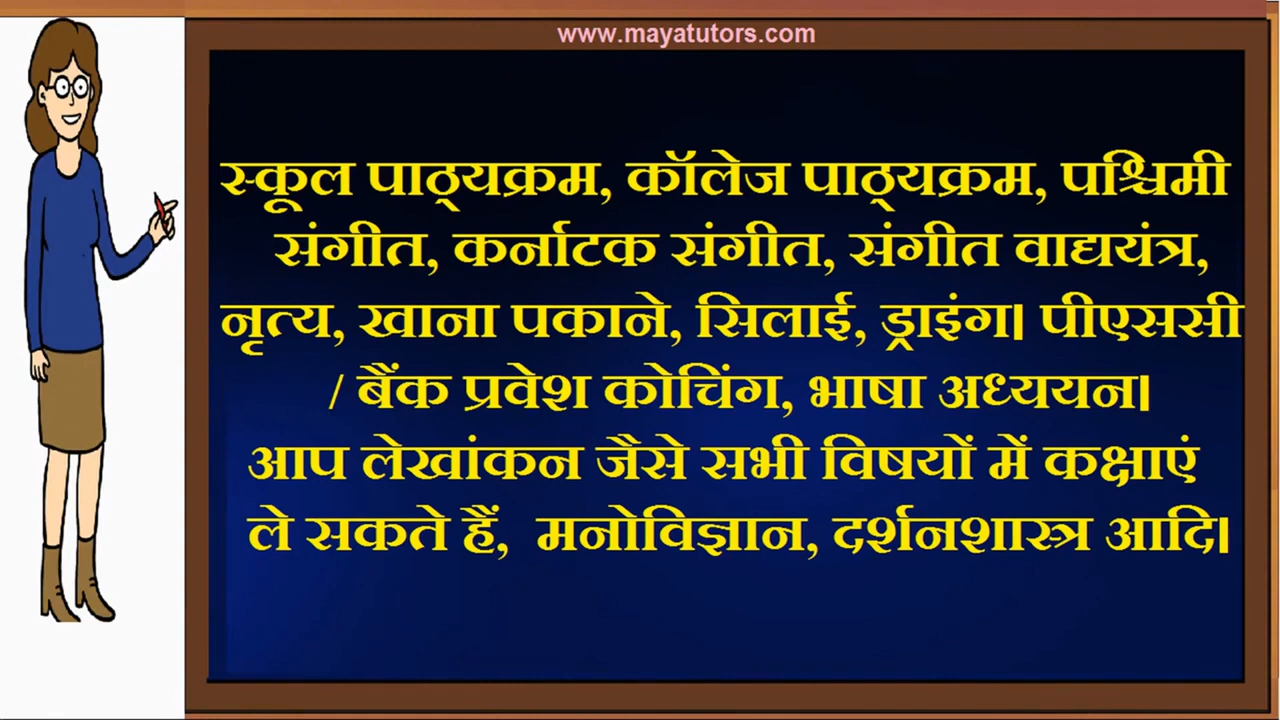 www.mayatutors.com
स्कूल पाठ्यक्रम, कॉलेज पाठ्यक्रम, पश्चिमी
संगीत, कर्नाटक संगीत, संगीत वाद्ययंत्र,
नृत्य, खाना पकाने, सिलाई, ड्राइंग। पीएससी
/ बैंक प्रवेश कोचिंग, भाषा अध्ययन।
आप लेखांकन जैसे सभी विषयों में कक्षाएं
ले सकते हैं, मनोविज्ञान, दर्शनशास्त्र आदि।